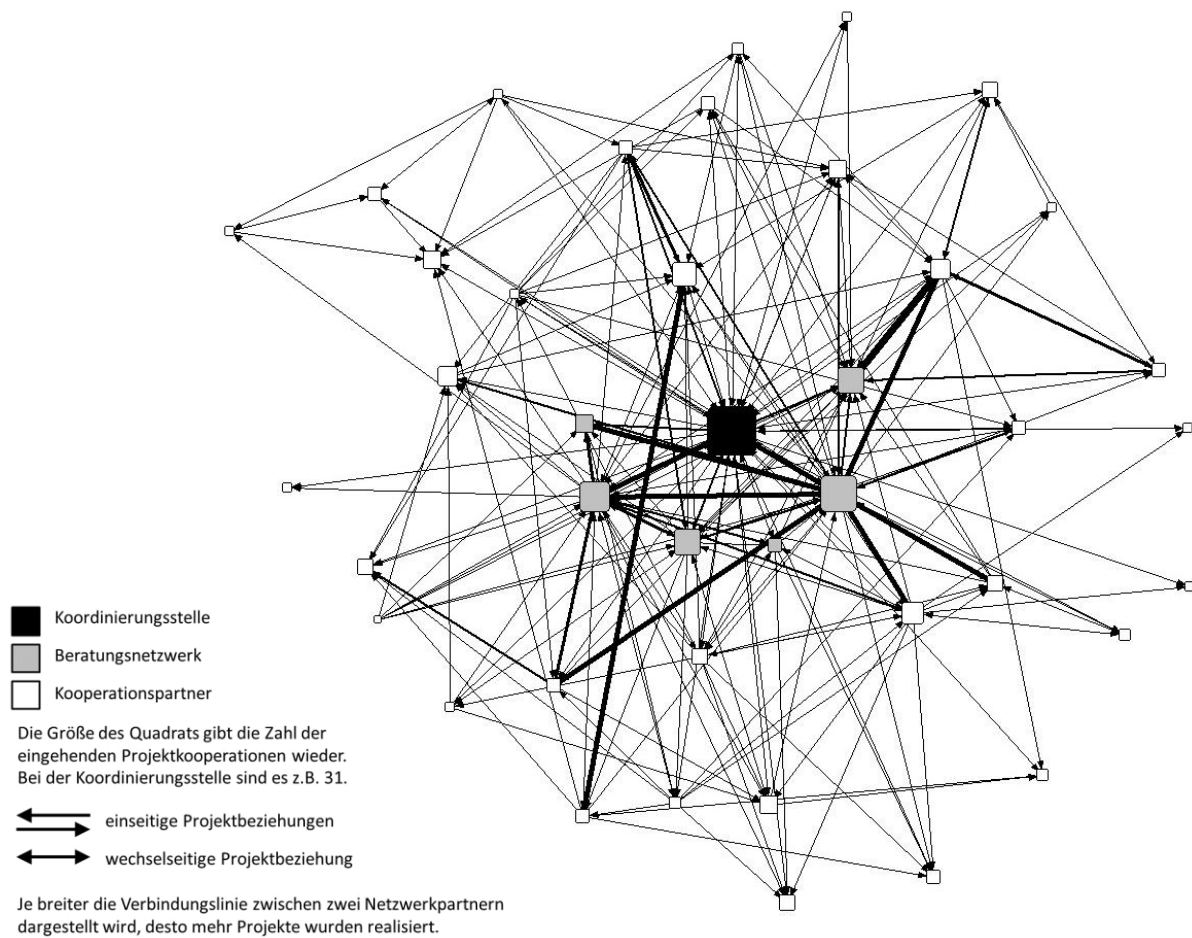 Koordinierungsstelle
Beratungsnetzwerk
Kooperationspartner
Die Größe des Quadrats gibt die Zahl der
eingehenden Projektkooperationen wieder.
Bei der Koordinierungsstelle sind es z.B. 31.
einseitige Projektbeziehungen
wechselseitige Projektbeziehung
Je breiter die Verbindungslinie zwischen zwei Netzwerkpartnern
dargestellt wird, desto mehr Projekte wurden realisiert.